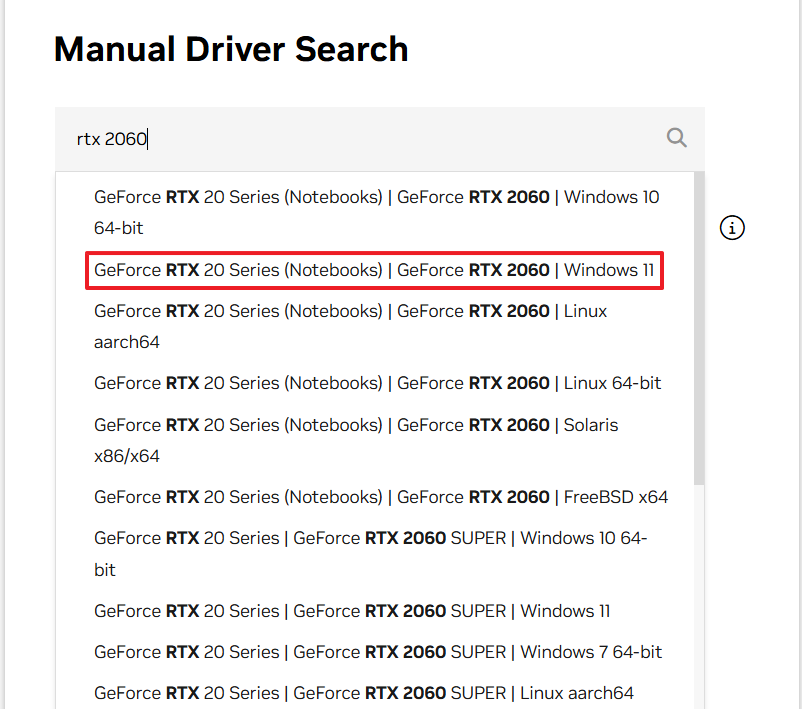 Manual Driver Search
rtx 2060
GeForce RTX 20 Series (Notebooks) | GeForce RTX 2060 | Windows 10
64-bit
GeForce RTX 20 Series (Notebooks) | GeForce RTX 2060 | Windows 11
GeForce RTX 20 Series (Notebooks) | GeForce RTX 2060 | Linux
aarch64
GeForce RTX 20 Series (Notebooks) | GeForce RTX 2060 | Linux 64-bit
GeForce RTX 20 Series (Notebooks) | GeForce RTX 2060 | Solaris
x86/x64
GeForce RTX 20 Series (Notebooks) | GeForce RTX 2060 | FreeBSD x64
GeForce RTX 20 Series | GeForce RTX 2060 SUPER | Windows 10 64-
bit
GeForce RTX 20 Series | GeForce RTX 2060 SUPER | Windows 11
GeForce RTX 20 Series | GeForce RTX 2060 SUPER | Windows 7 64-bit
GeForce RTX 20 Series | GeForce RTX 2060 SUPER | Linux aarch64